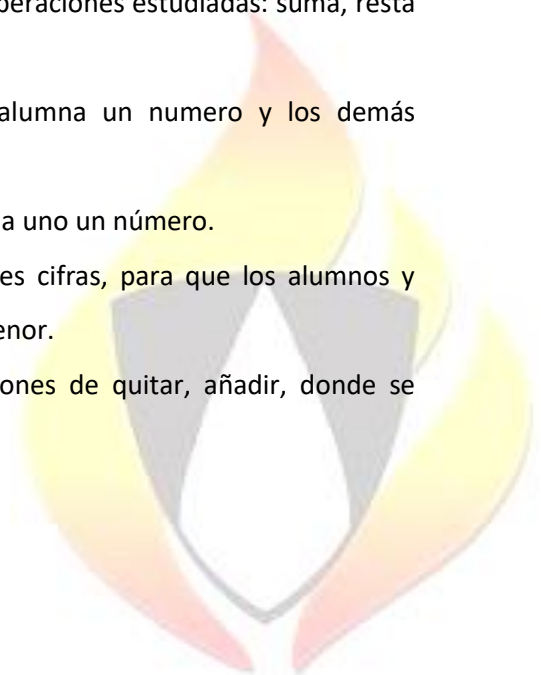 operaciones estudiadas: suma, resta
alumna un numero y los demás
a uno un número.
es cifras, para que los alumnos y
enor.
ones de quitar, añadir, donde se